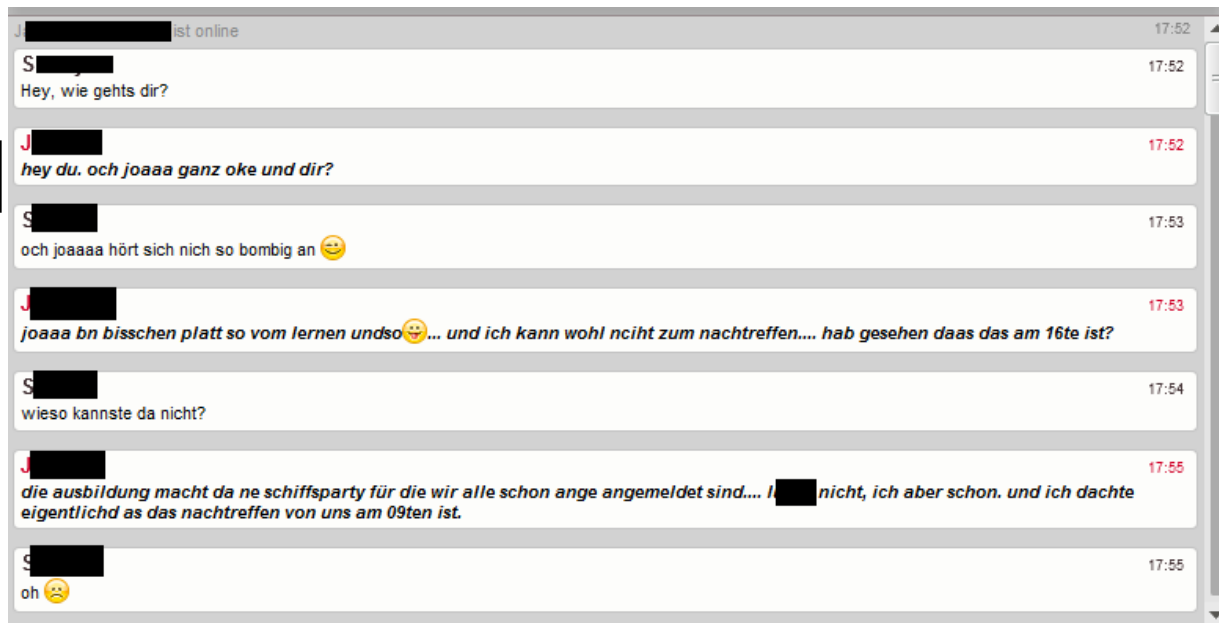 ist online 17:52
S 17:52
Hey, wie gehts dir?
J 17:52
hey du. och joaaa ganz oke und dir?
S 17:53
och joaaaa hört sich nich so bombig an
J 17:53
joaaa bn bisschen platt so vom lernen undso... und ich kann wohl nciht zum nachtreffen.... hab gesehen daas das am 16te ist?
S 17:54
wieso kannste da nicht?
J 17:55
die ausbildung macht da ne schiffsparty für die wir alle schon ange angemeldet sind.... nicht, ich aber schon. und ich dachte
eigentlichd as das nachtreffen von uns am 09ten ist.
S 17:55
oh